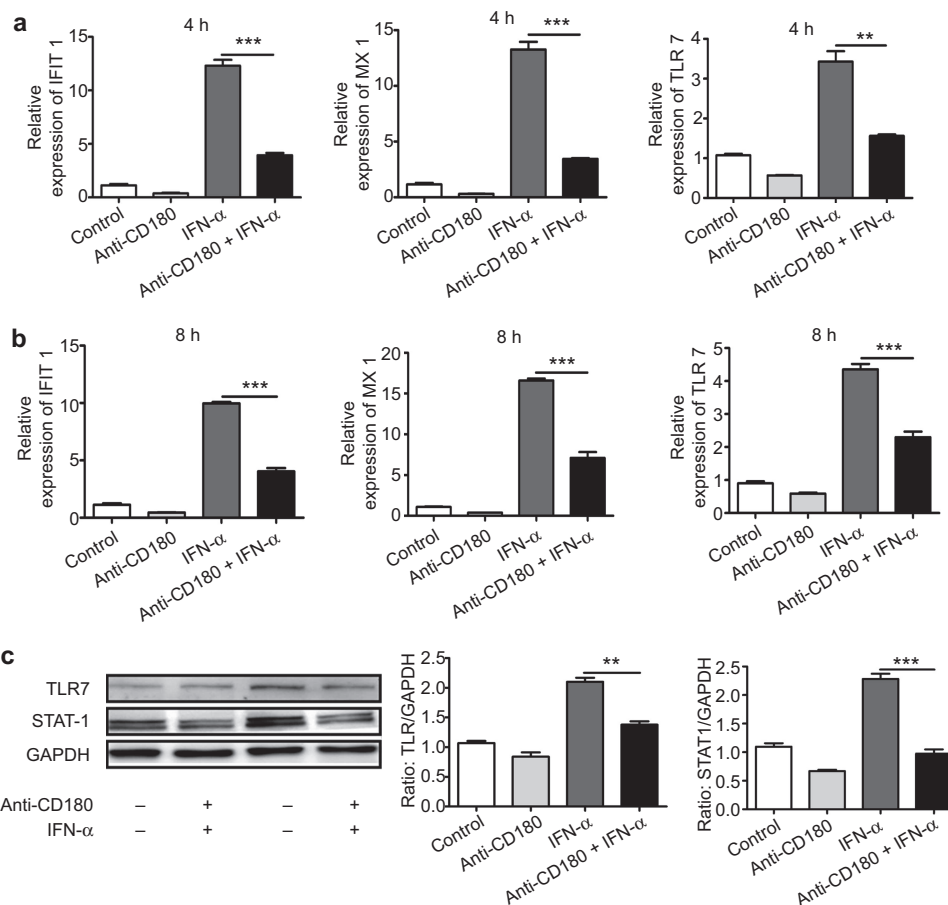 a
4 h
Relative
expression of IFIT 1
15
10
5
0
***
Control
Anti-CD180
IFN-α
Anti-CD180 + IFN-α
4 h
Relative
expression of MX 1
15
10
5
0
***
Control
Anti-CD180
IFN-α
Anti-CD180 + IFN-α
4 h
Relative
expression of TLR 7
4
3
2
1
0
**
Control
Anti-CD180
IFN-α
Anti-CD180 + IFN-α
b
8 h
Relative
expression of IFIT 1
15
10
5
0
***
Control
Anti-CD180
IFN-α
Anti-CD180 + IFN-α
8 h
Relative
expression of MX 1
20
15
10
5
0
***
Control
Anti-CD180
IFN-α
Anti-CD180 + IFN-α
8 h
Relative
expression of TLR 7
5
4
3
2
1
0
***
Control
Anti-CD180
IFN-α
Anti-CD180 + IFN-α
c
TLR7
STAT-1
GAPDH
Anti-CD180 – + – +
IFN-α – + – +
Ratio: TLR/GAPDH
2.5
2.0
1.5
1.0
0.5
0.0
**
Control
Anti-CD180
IFN-α
Anti-CD180 + IFN-α
Ratio: STAT1/GAPDH
2.5
2.0
1.5
1.0
0.5
0.0
***
Control
Anti-CD180
IFN-α
Anti-CD180 + IFN-α